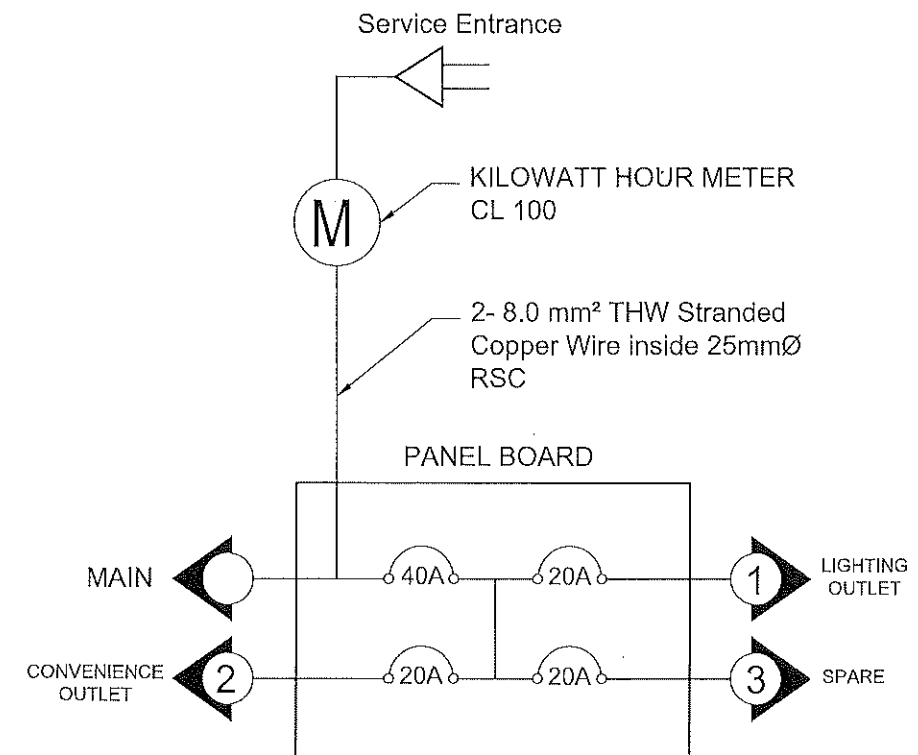 Service Entrance
M
KILOWATT HOUR METER
CL 100
2- 8.0 mm² THW Stranded
Copper Wire inside 25mmØ
RSC
PANEL BOARD
MAIN
40A
20A
1
LIGHTING
OUTLET
CONVENIENCE
OUTLET
2
20A
20A
3
SPARE